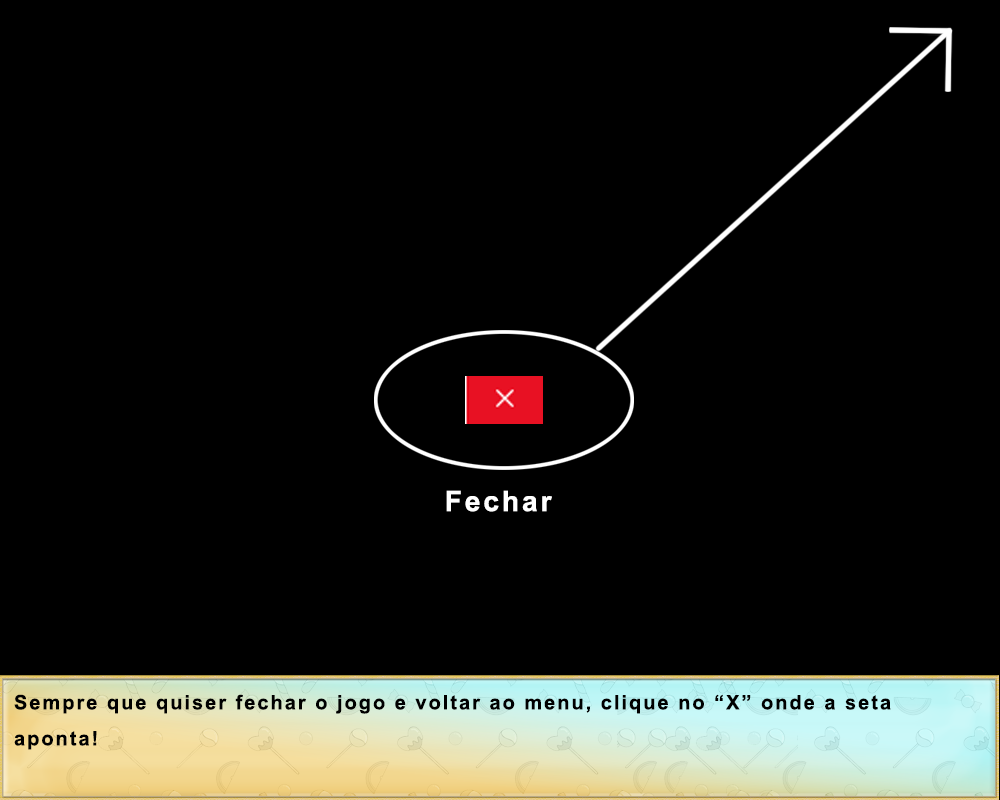 Fechar
Sempre que quiser fechar o jogo e voltar ao menu, clique no “X” onde a seta
aponta!